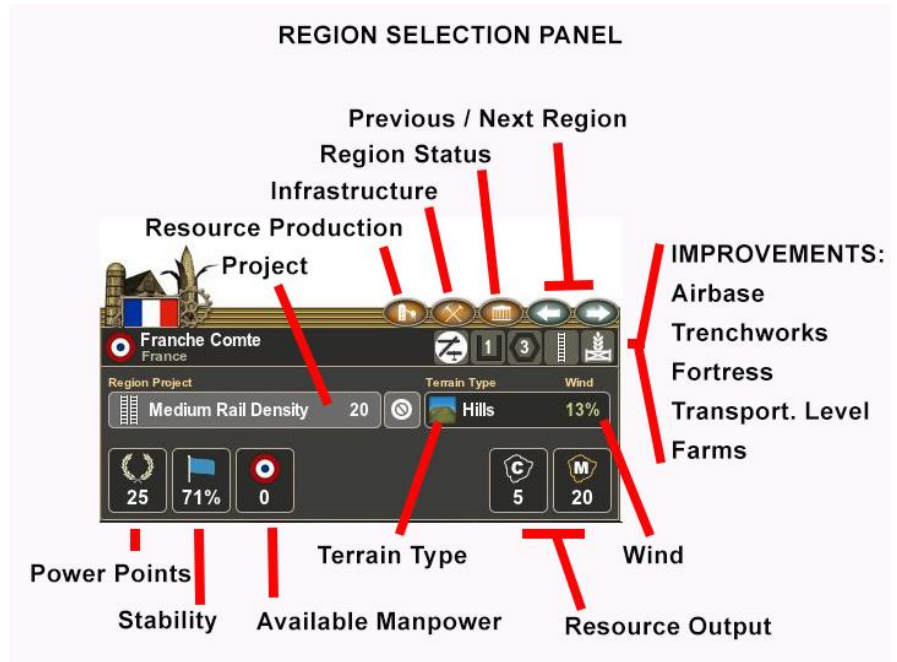 REGION SELECTION PANEL
Previous / Next Region
Region Status
Infrastructure
Resource Production
Project
IMPROVEMENTS:
Airbase
Trenchworks
Fortress
Transport. Level
Farms
Franche Comte
France
1
3
Region Project
Terrain Type
Wind
Medium Rail Density
20
Hills
13%
C
M
25
71%
0
5
20
Power Points
Stability
Available Manpower
Terrain Type
Wind
Resource Output